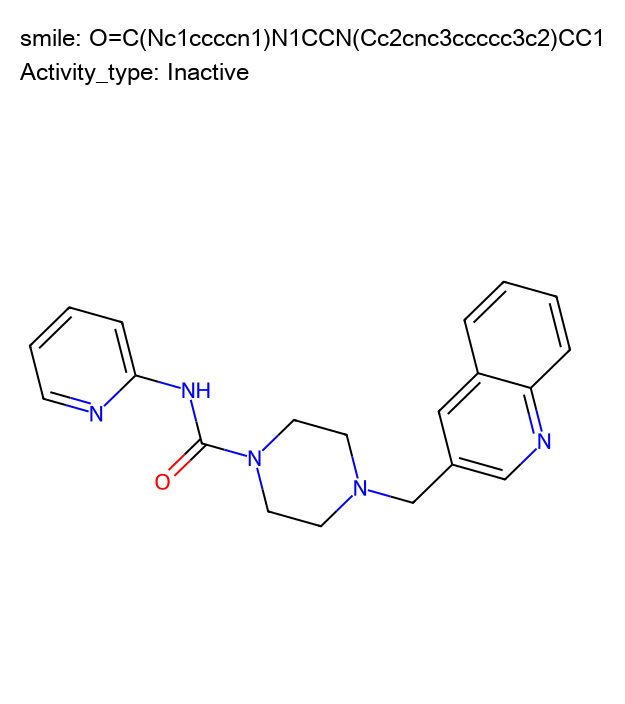 smile: O=C(Nc1ccccn1)N1CCN(Cc2cnc3ccccc3c2)CC1
Activity_type: Inactive
NH
N
N
N
N
O